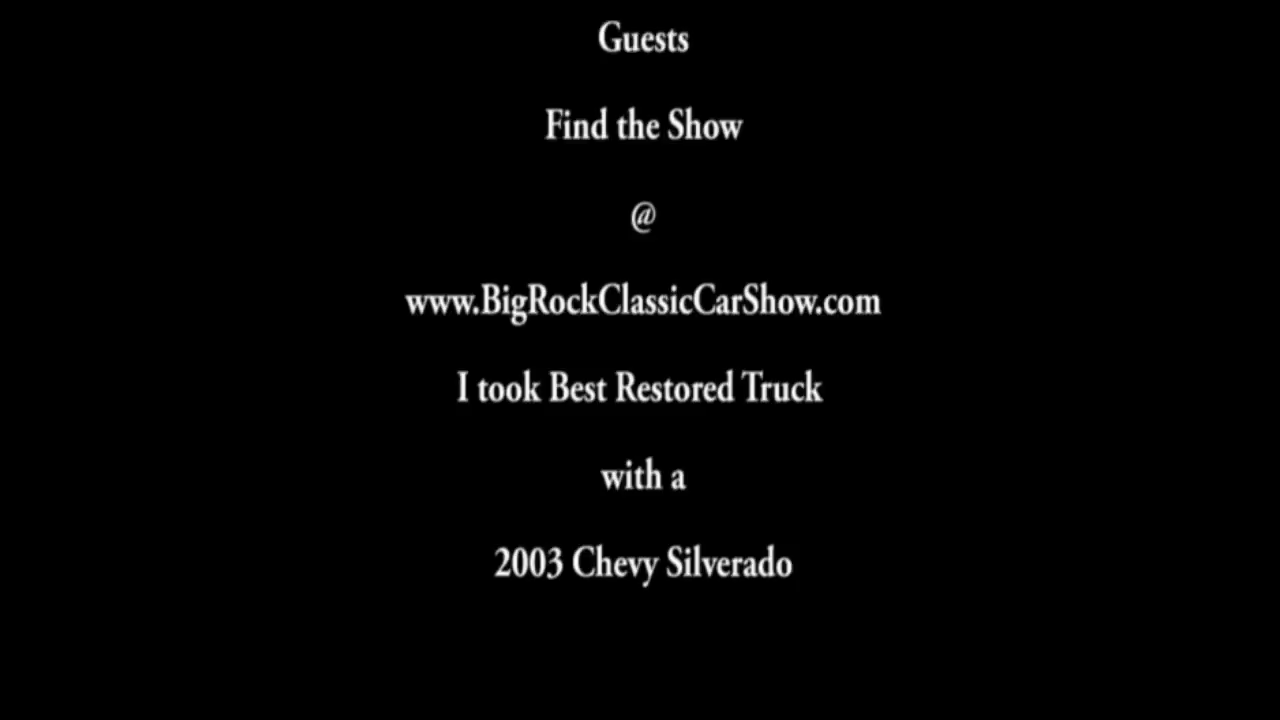 Guests
Find the Show
@
www.BigRockClassicCarShow.com
I took Best Restored Truck
with a
2003 Chevy Silverado